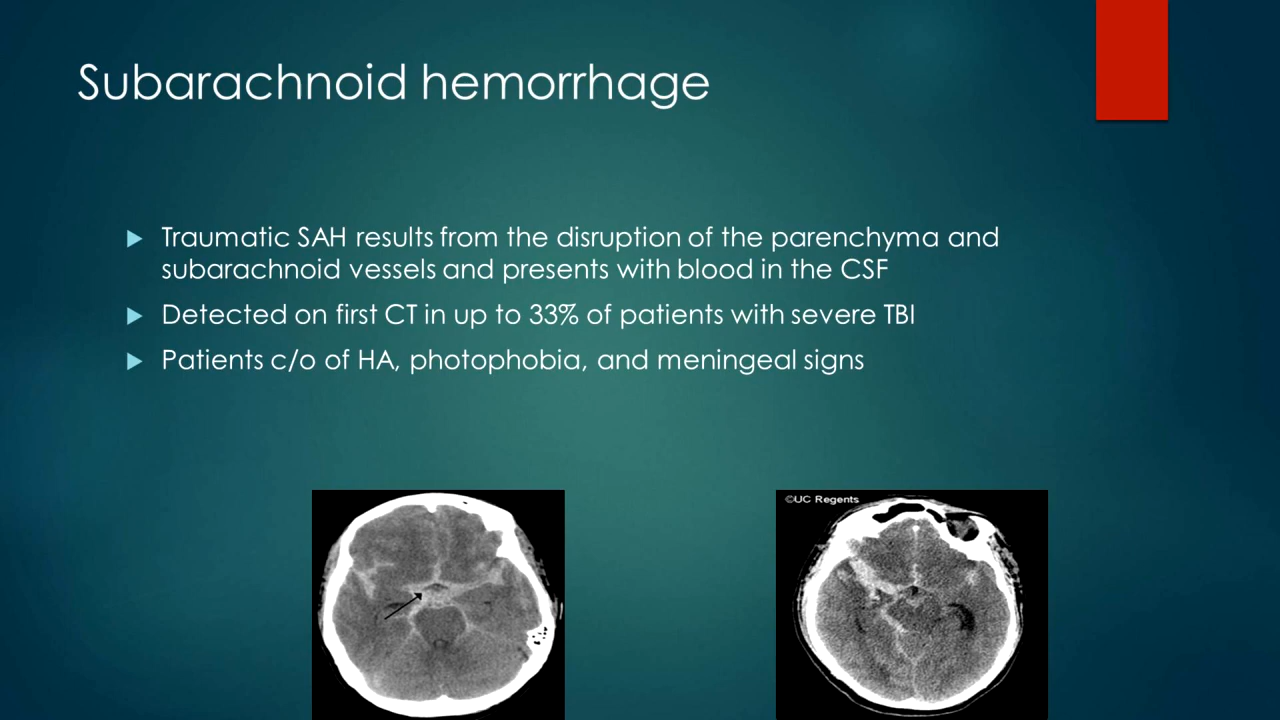 Subarachnoid hemorrhage
Traumatic SAH results from the disruption of the parenchyma and
subarachnoid vessels and presents with blood in the CSF
Detected on first CT in up to 33% of patients with severe TBI
Patients c/o of HA, photophobia, and meningeal signs
©UC Regents